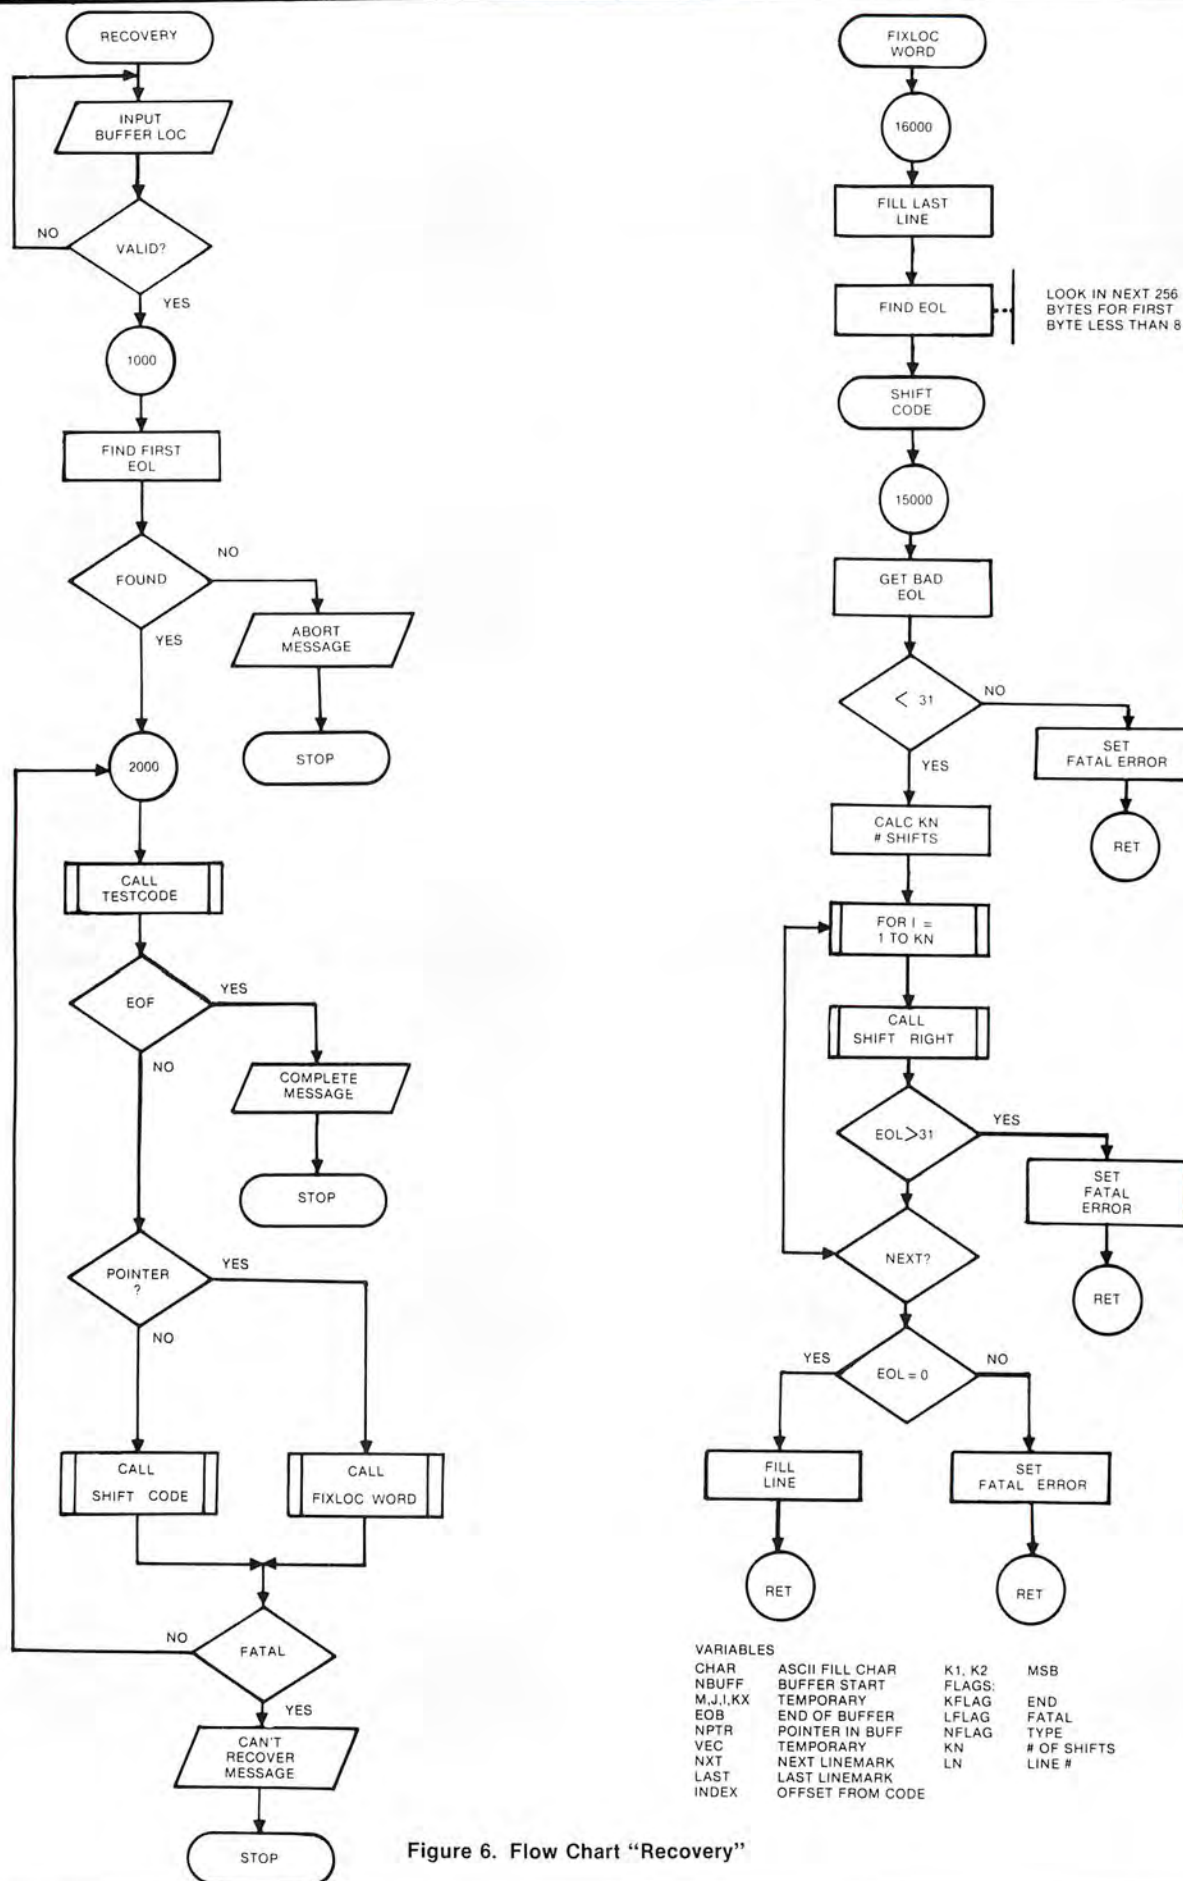 RECOVERY
INPUT
BUFFER LOC
VALID?
NO
YES
1000
FIND FIRST
EOL
FOUND
NO
YES
ABORT
MESSAGE
STOP
2000
CALL
TESTCODE
EOF
YES
NO
COMPLETE
MESSAGE
STOP
POINTER
?
YES
NO
CALL
SHIFT CODE
CALL
FIXLOC WORD
FATAL
NO
YES
CAN'T
RECOVER
MESSAGE
STOP
FIXLOC
WORD
16000
FILL LAST
LINE
FIND EOL
LOOK IN NEXT 256
BYTES FOR FIRST
BYTE LESS THAN 8
SHIFT
CODE
15000
GET BAD
EOL
< 31
NO
YES
SET
FATAL ERROR
RET
CALC KN
# SHIFTS
FOR I =
1 TO KN
CALL
SHIFT RIGHT
EOL>31
YES
SET
FATAL
ERROR
RET
NEXT?
EOL = 0
YES
NO
FILL
LINE
RET
SET
FATAL ERROR
RET
VARIABLES
CHAR ASCII FILL CHAR K1, K2 MSB
NBUFF BUFFER START FLAGS:
M,J,I,KX TEMPORARY KFLAG END
EOB END OF BUFFER LFLAG FATAL
NPTR POINTER IN BUFF NFLAG TYPE
VEC TEMPORARY KN # OF SHIFTS
NXT NEXT LINEMARK LN LINE #
LAST LAST LINEMARK
INDEX OFFSET FROM CODE
Figure 6. Flow Chart "Recovery"